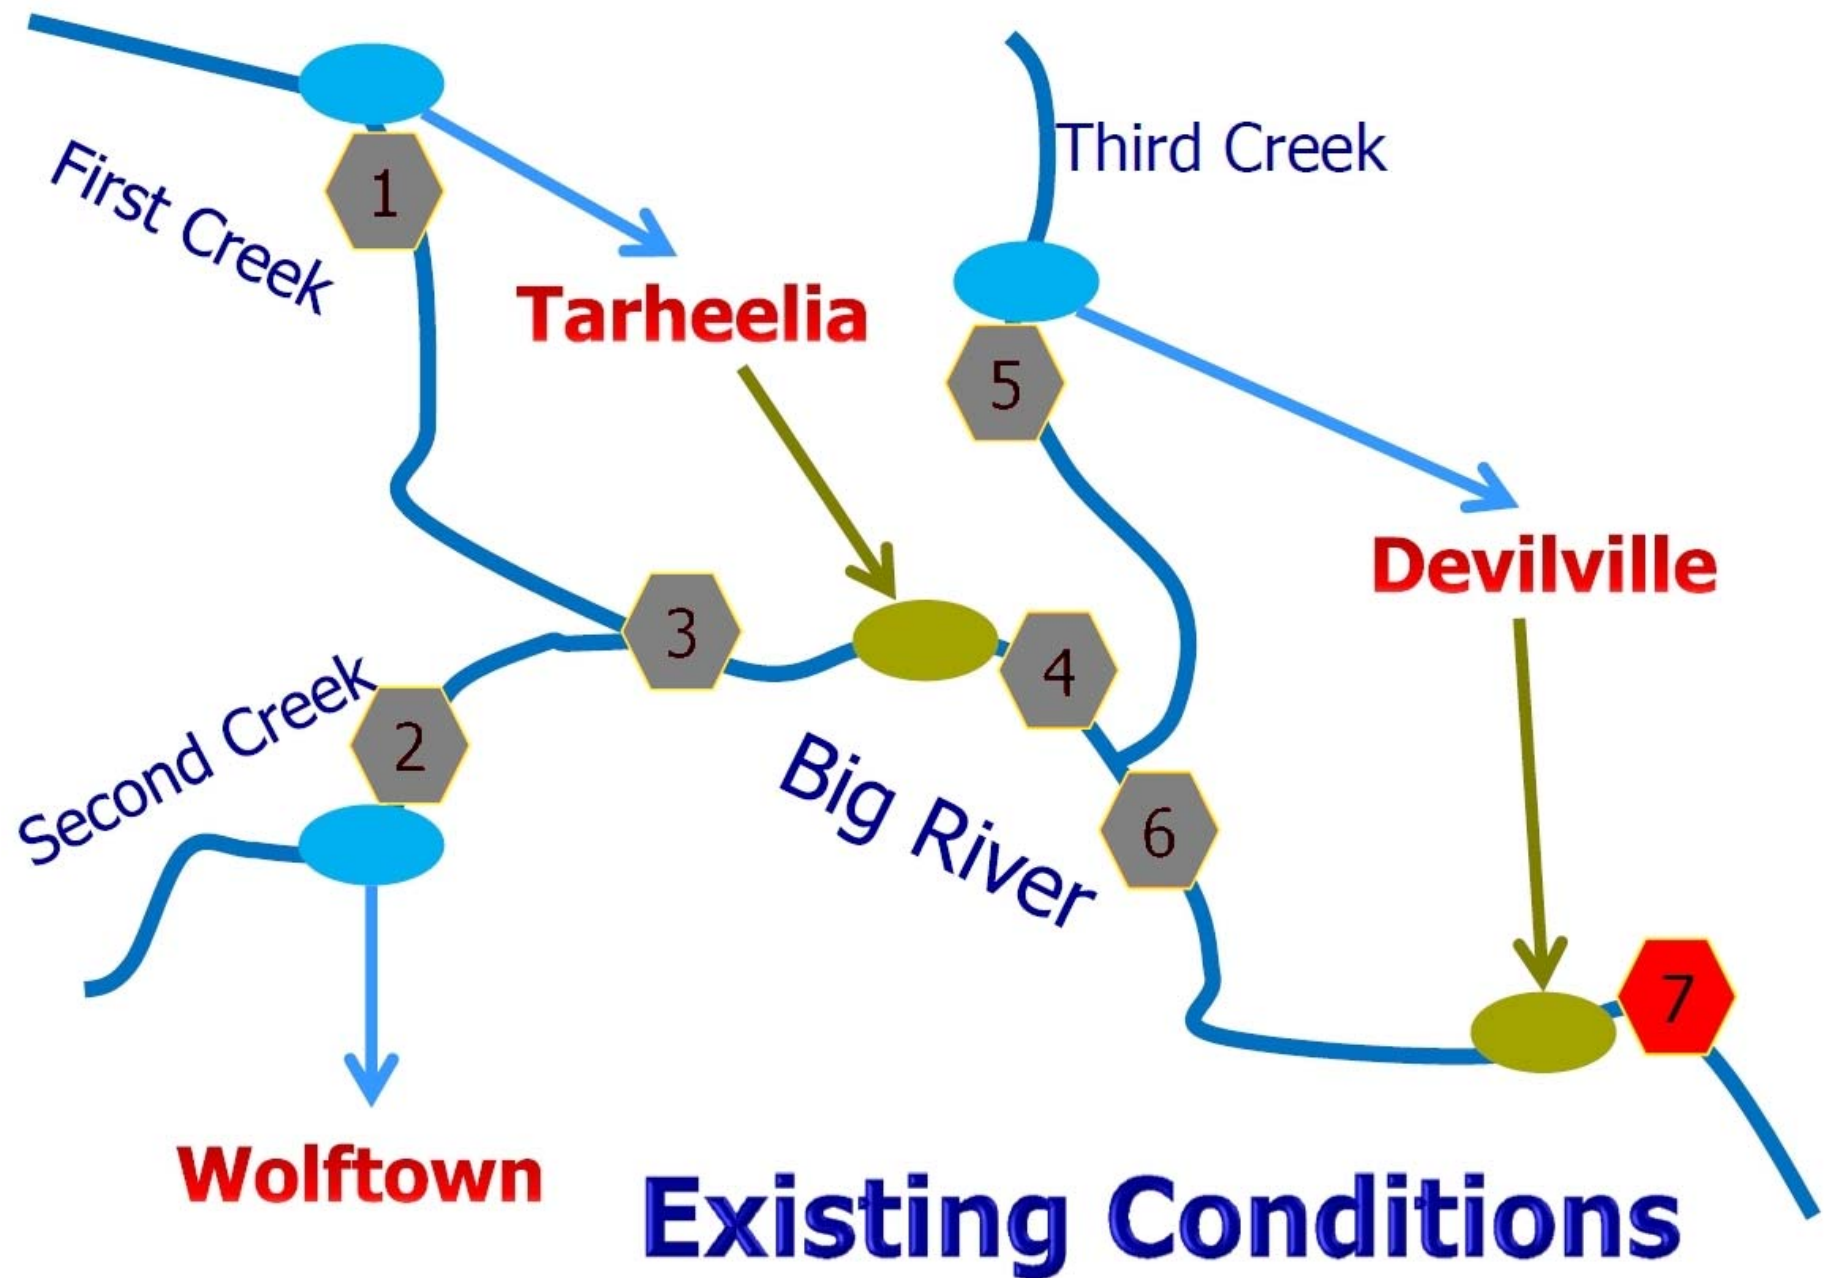 First Creek
1
Third Creek
Tarheelia
5
Devilville
3
4
Second Creek
2
Big River
6
7
Wolftown
Existing Conditions